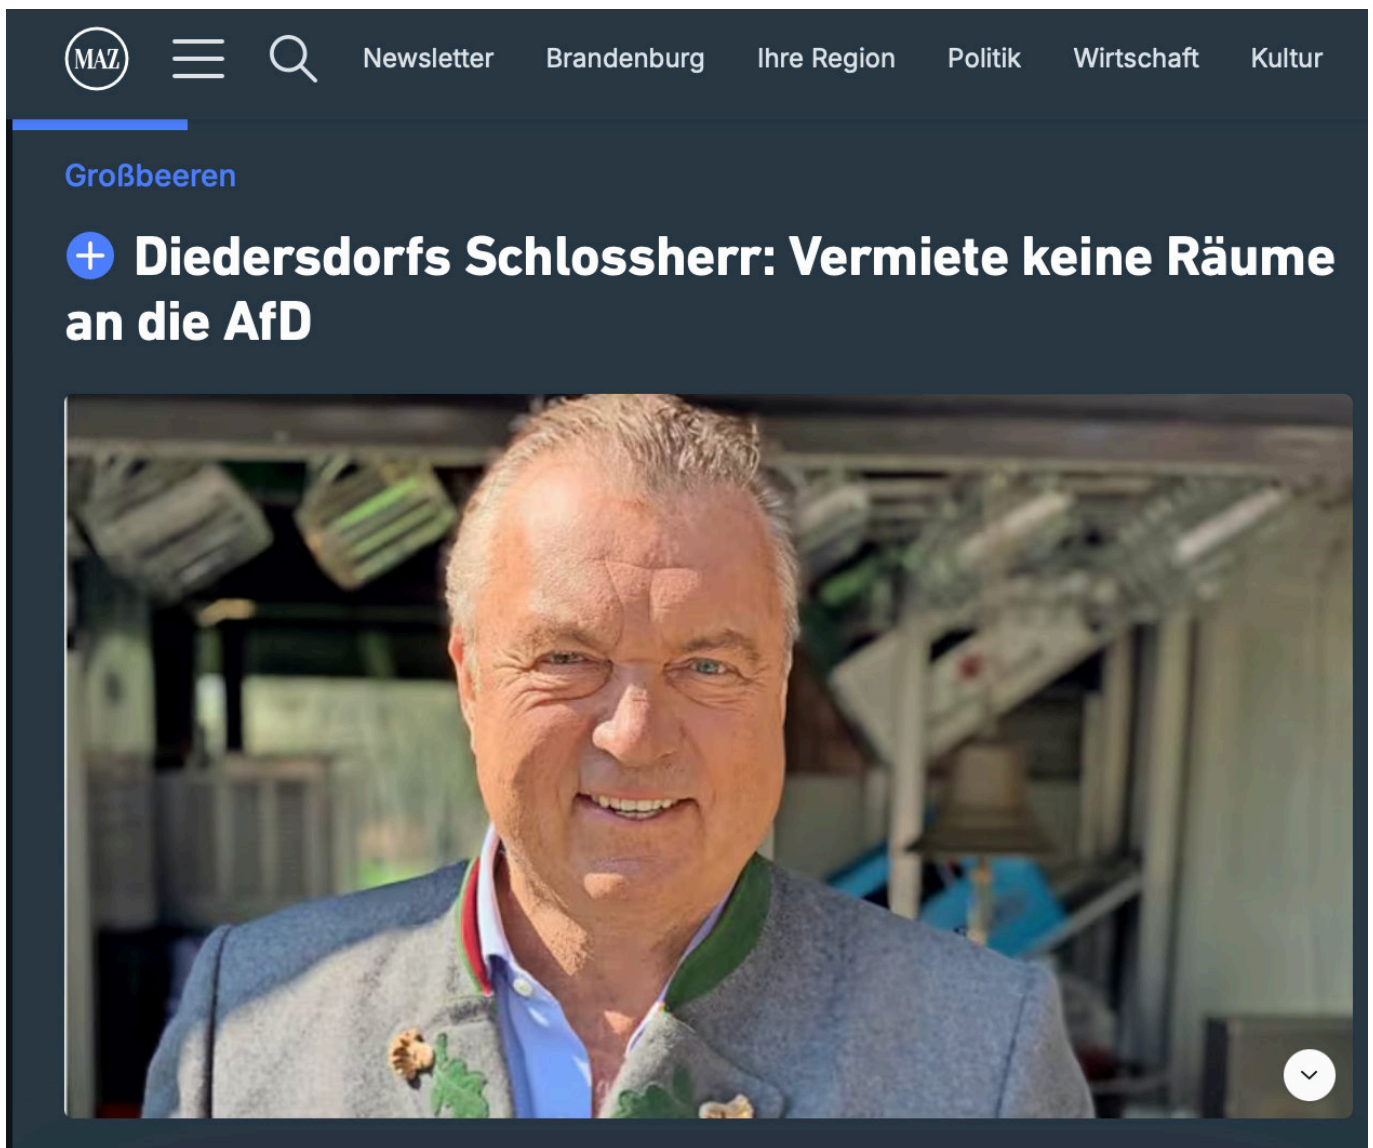 MAZ Newsletter Brandenburg Ihre Region Politik Wirtschaft Kultur
Großbeeren
Diedersdorfs Schlossherr: Vermiete keine Räume
an die AfD